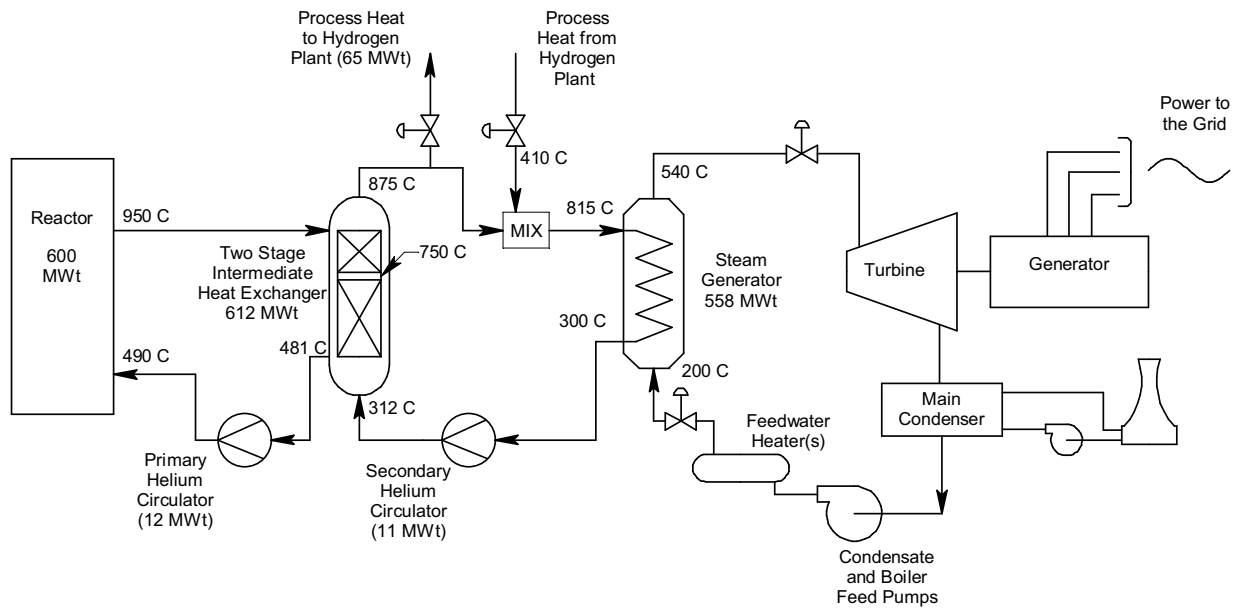 Process Heat
to Hydrogen
Plant (65 MWt)
Process
Heat from
Hydrogen
Plant
Power to
the Grid
410 C
875 C
540 C
Reactor
600
MWt
950 C
815 C
MIX
Two Stage
Intermediate
Heat Exchanger
612 MWt
750 C
Steam
Generator
558 MWt
Turbine
Generator
300 C
490 C
481 C
200 C
312 C
Main
Condenser
Feedwater
Heater(s)
Primary
Helium
Circulator
(12 MWt)
Secondary
Helium
Circulator
(11 MWt)
Condensate
and Boiler
Feed Pumps